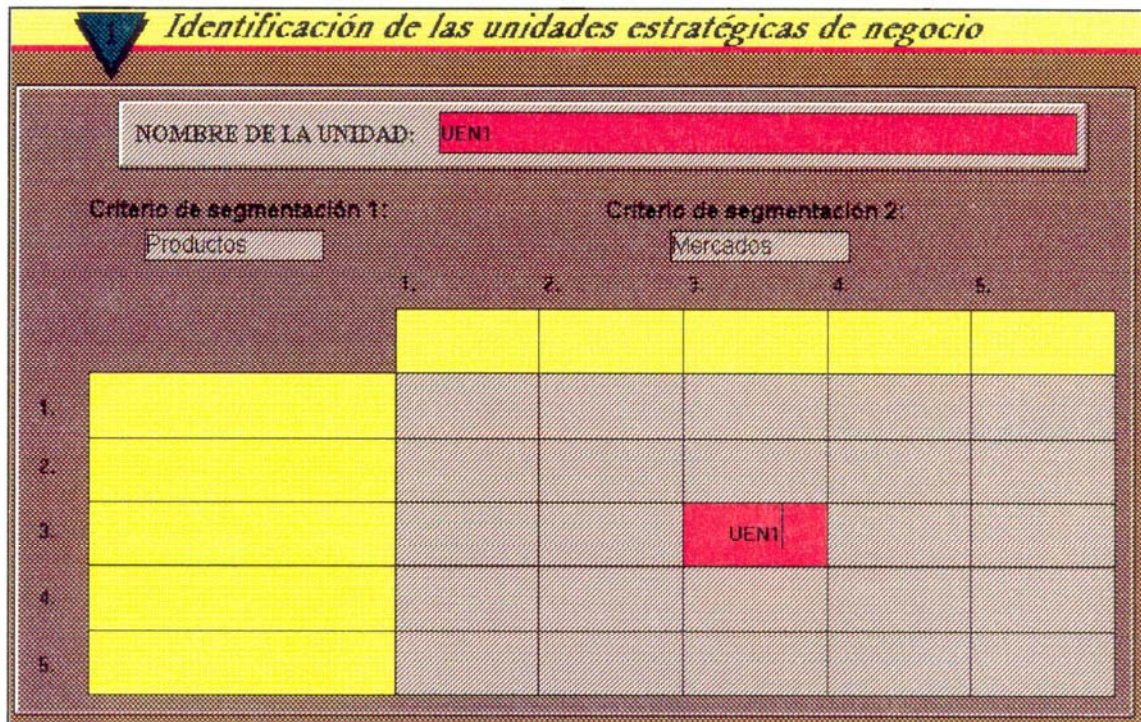 1
Identificación de las unidades estratégicas de negocio
NOMBRE DE LA UNIDAD: UEN1
Criterio de segmentación 1: Criterio de segmentación 2:
Productos Mercados
1. 2. 3. 4. 5.
1.
2.
3. UEN1
4.
5.